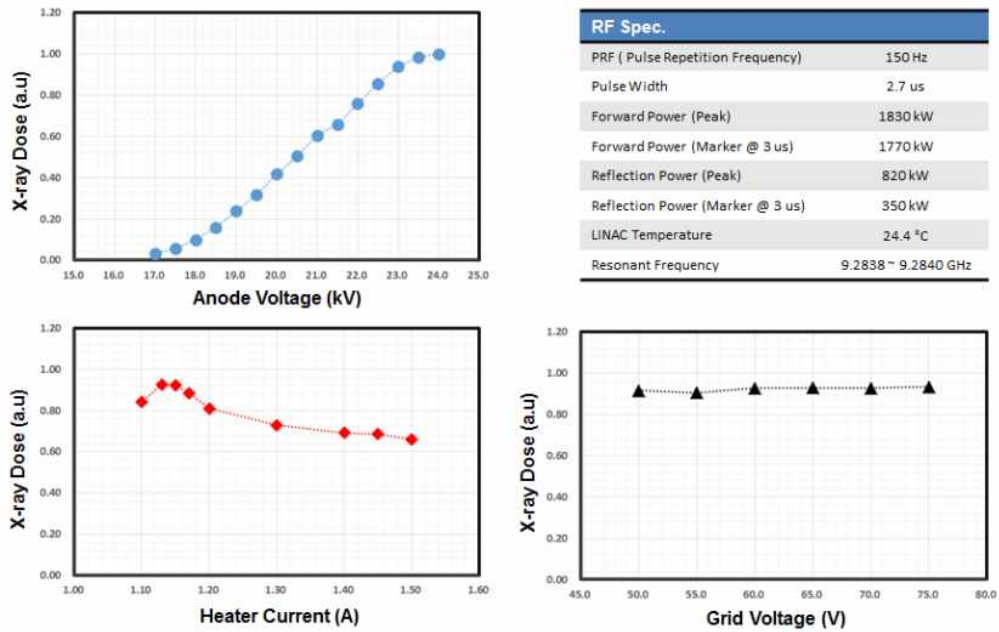 1.20
1.00
0.80
0.60
0.40
0.20
0.00
X-ray Dose (a.u)
15.0 16.0 17.0 18.0 19.0 20.0 21.0 22.0 23.0 24.0 25.0
Anode Voltage (kV)
RF Spec.
PRF ( Pulse Repetition Frequency) 150 Hz
Pulse Width 2.7 us
Forward Power (Peak) 1830 kW
Forward Power (Marker @ 3 us) 1770 kW
Reflection Power (Peak) 820 kW
Reflection Power (Marker @ 3 us) 350 kW
LINAC Temperature 24.4 °C
Resonant Frequency 9.2838 ~ 9.2840 GHz
1.20
1.00
0.80
0.60
0.40
0.20
0.00
X-ray Dose (a.u)
1.00 1.10 1.20 1.30 1.40 1.50 1.60
Heater Current (A)
1.20
1.00
0.80
0.60
0.40
0.20
0.00
X-ray Dose (a.u)
45.0 50.0 55.0 60.0 65.0 70.0 75.0 80.0
Grid Voltage (V)